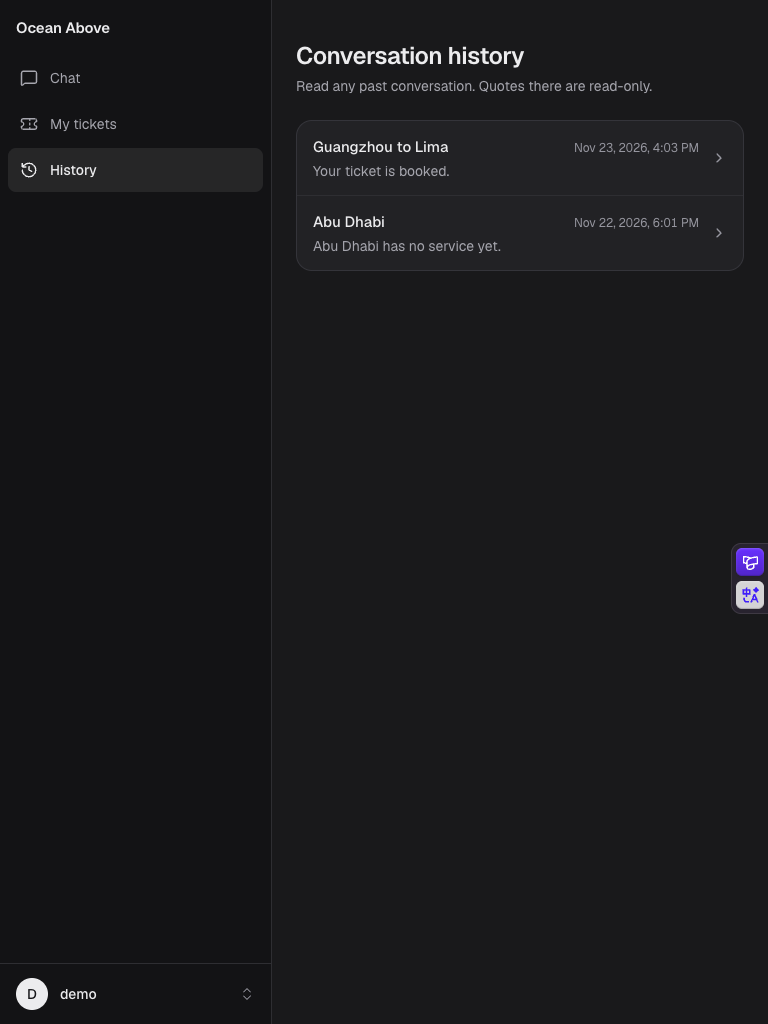 Ocean Above
Chat
My tickets
History
Conversation history
Read any past conversation. Quotes there are read-only.
Guangzhou to Lima
Nov 23, 2026, 4:03 PM
Your ticket is booked.
Abu Dhabi
Nov 22, 2026, 6:01 PM
Abu Dhabi has no service yet.
中A
D
demo